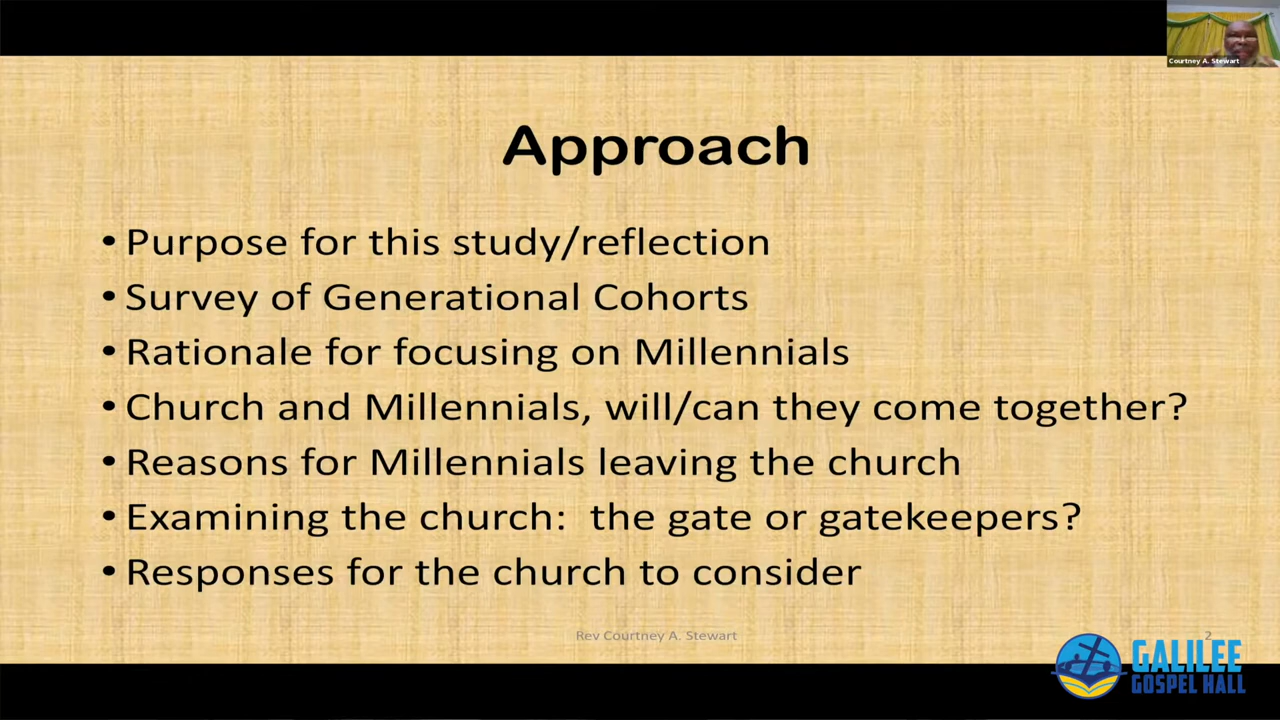 Courtney A. Stewart
Approach
• Purpose for this study/reflection
• Survey of Generational Cohorts
• Rationale for focusing on Millennials
• Church and Millennials, will/can they come together?
• Reasons for Millennials leaving the church
• Examining the church:  the gate or gatekeepers?
• Responses for the church to consider
Rev Courtney A. Stewart
2
GALILEE
GOSPEL HALL